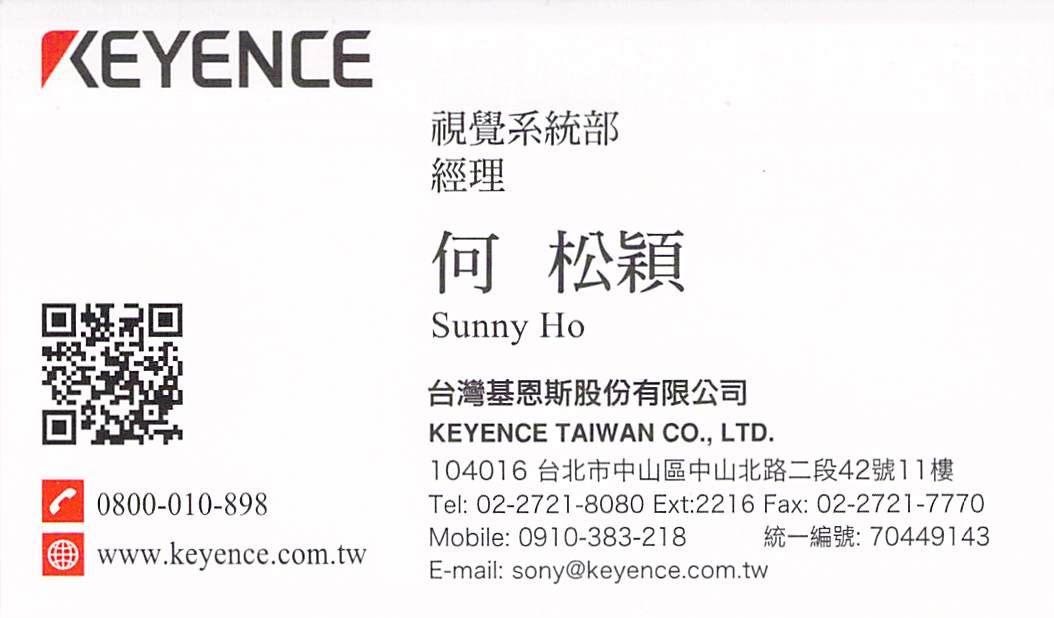 KEYENCE
視覺系統部
經理
何 松穎
Sunny Ho
台灣基恩斯股份有限公司
KEYENCE TAIWAN CO., LTD.
104016 台北市中山區中山北路二段42號11樓
Tel: 02-2721-8080 Ext:2216 Fax: 02-2721-7770
Mobile: 0910-383-218 統一編號: 70449143
E-mail: sony@keyence.com.tw
0800-010-898
www.keyence.com.tw